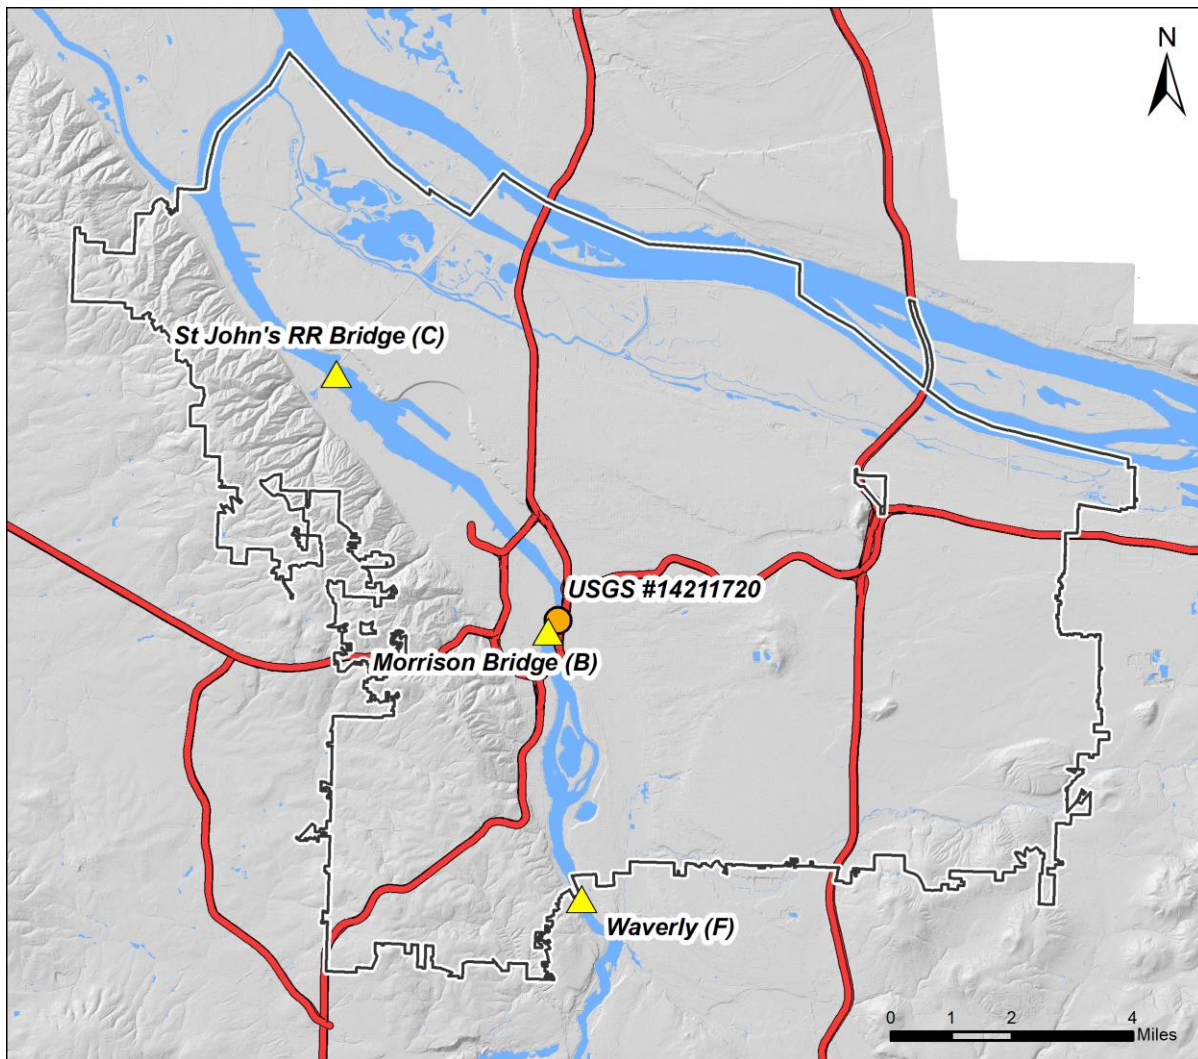 N
St John's RR Bridge (C)
USGS #14211720
Morrison Bridge (B)
Waverly (F)
0 1 2 4
Miles